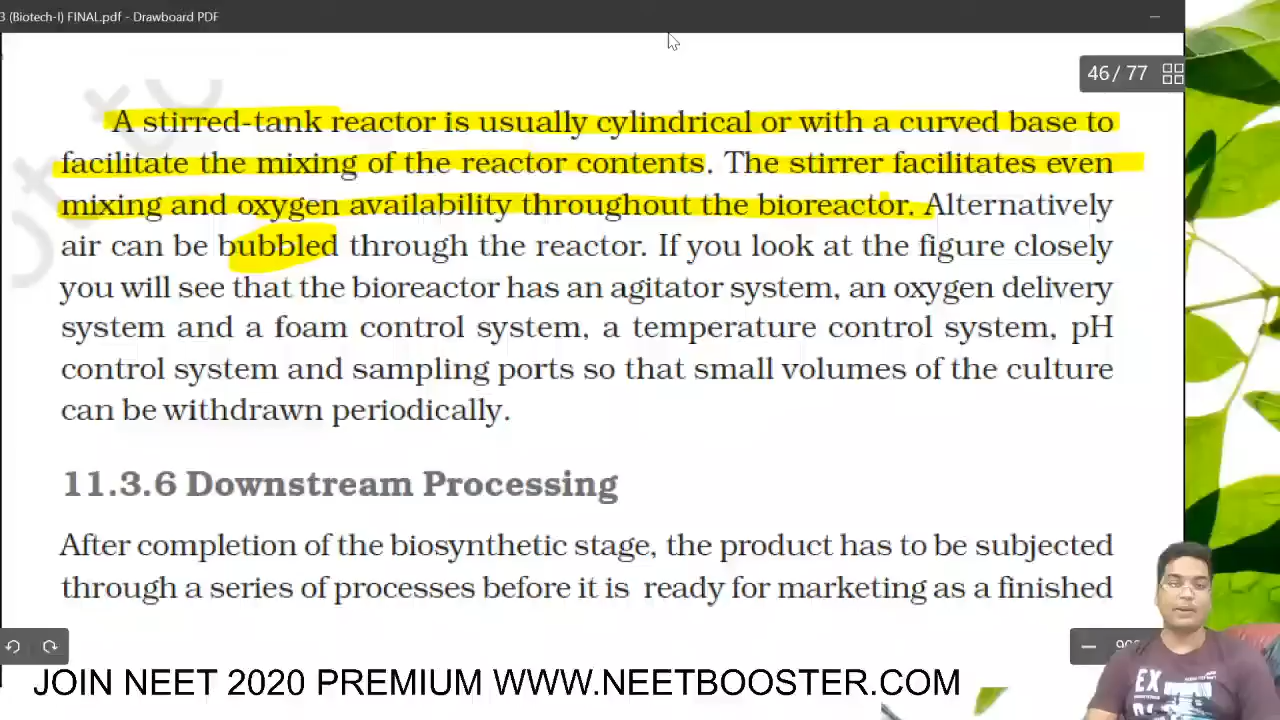 3 (Biotech-I) FINAL.pdf - Drawboard PDF
46 / 77
A stirred-tank reactor is usually cylindrical or with a curved base to
facilitate the mixing of the reactor contents. The stirrer facilitates even
mixing and oxygen availability throughout the bioreactor. Alternatively
air can be bubbled through the reactor. If you look at the figure closely
you will see that the bioreactor has an agitator system, an oxygen delivery
system and a foam control system, a temperature control system, pH
control system and sampling ports so that small volumes of the culture
can be withdrawn periodically.
11.3.6 Downstream Processing
After completion of the biosynthetic stage, the product has to be subjected
through a series of processes before it is ready for marketing as a finished
EX
JOIN NEET 2020 PREMIUM WWW.NEETBOOSTER.COM